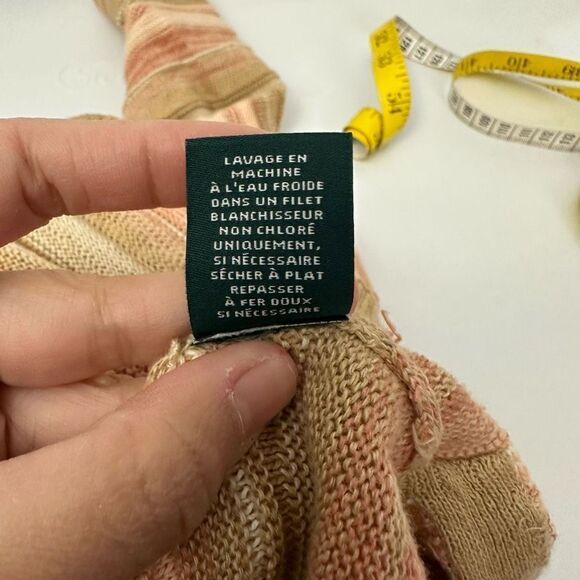 LAVAGE EN
MACHINE
À L'EAU FROIDE
DANS UN FILET
BLANCHISSEUR
NON CHLORÉ
UNIQUEMENT,
SI NÉCESSAIRE
SÉCHER À PLAT
REPASSER
À FER DOUX
SI NÉCESSAIRE